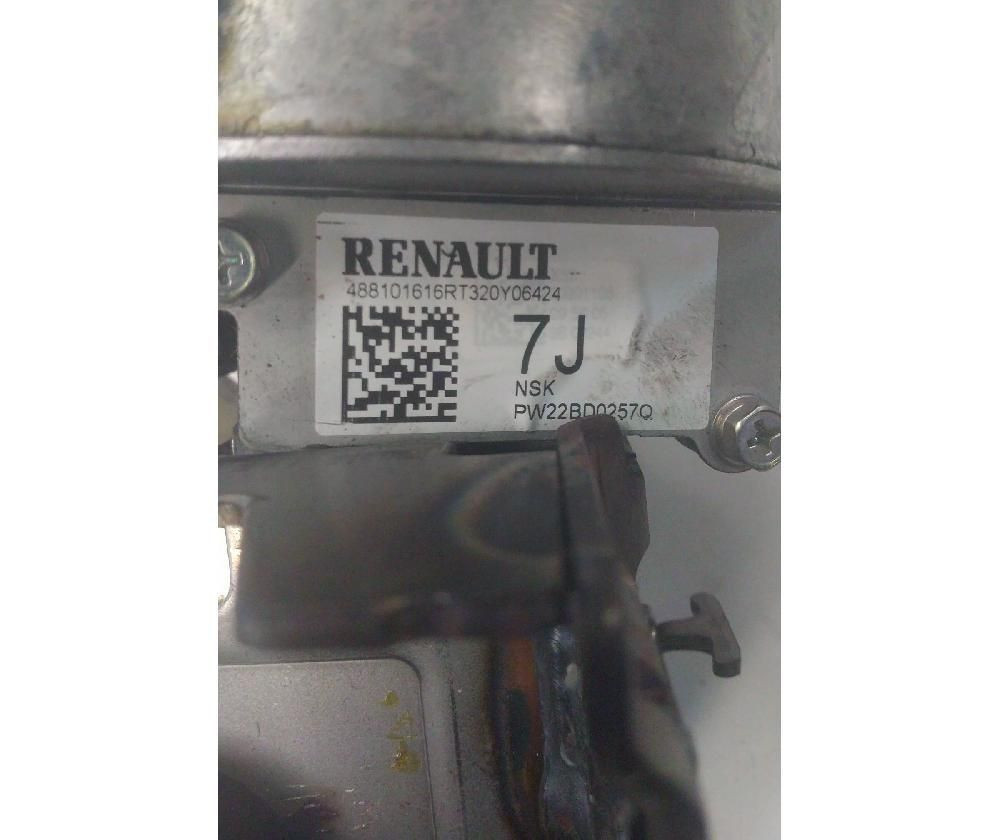 RENAULT
488101616RT320Y06424
7J
NSK
PW22BD0257Q